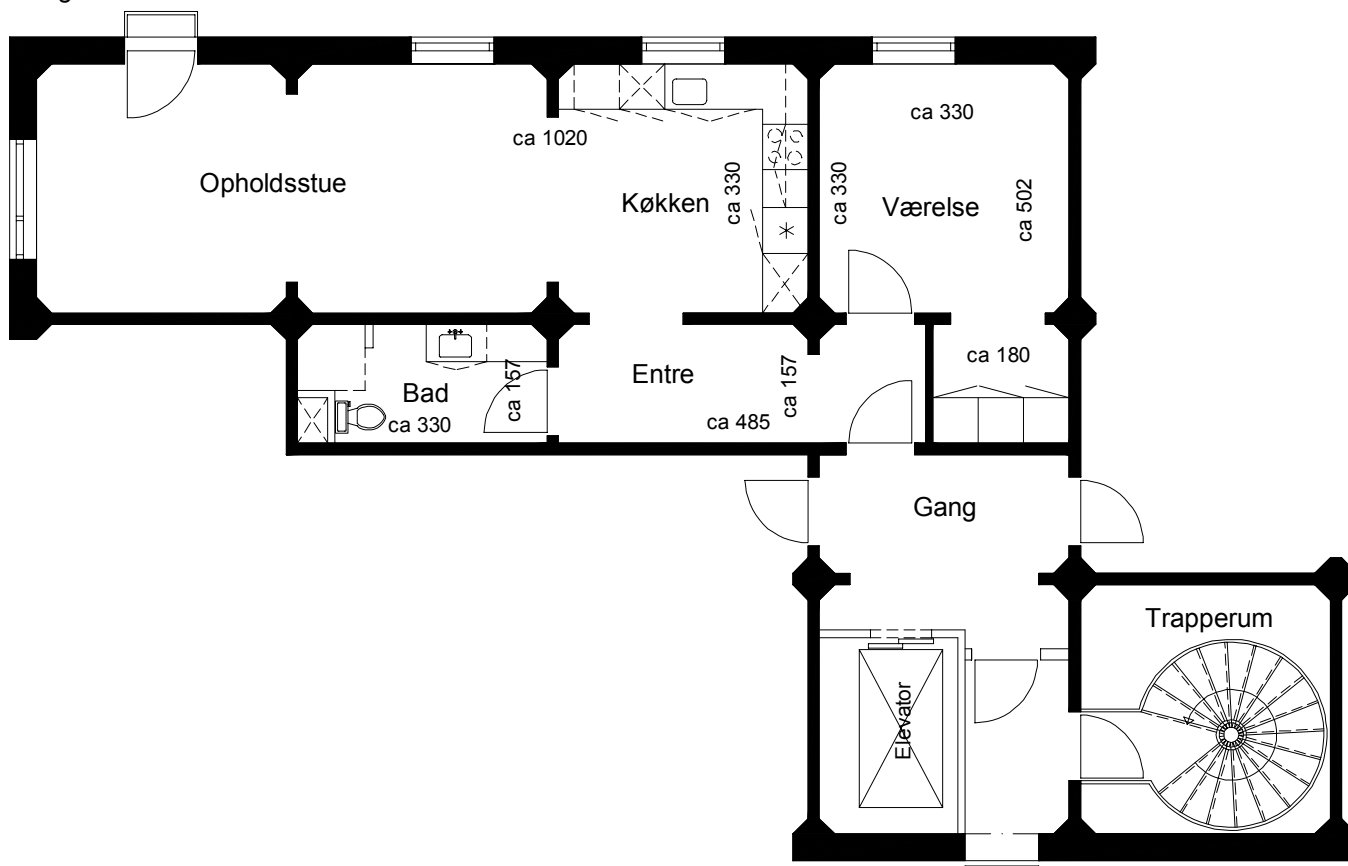 ca 330
ca 1020
Opholdsstue
Køkken
ca 330
ca 330
Værelse
ca 502
Entre
ca 157
ca 180
Bad
ca 157
ca 330
ca 485
Gang
Trapperum
Elevator